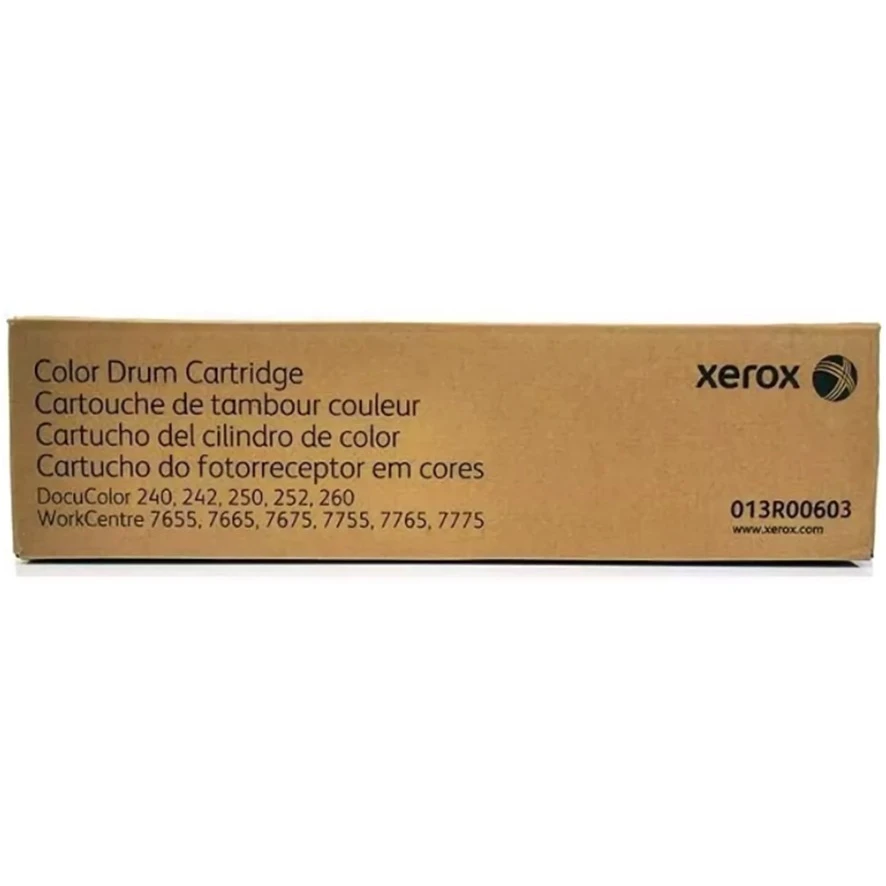 Color Drum Cartridge
Cartouche de tambour couleur
Cartucho del cilindro de color
Cartucho do fotorreceptor em cores
DocuColor 240, 242, 250, 252, 260
WorkCentre 7655, 7665, 7675, 7755, 7765, 7775
xerox
013R00603
www.xerox.com